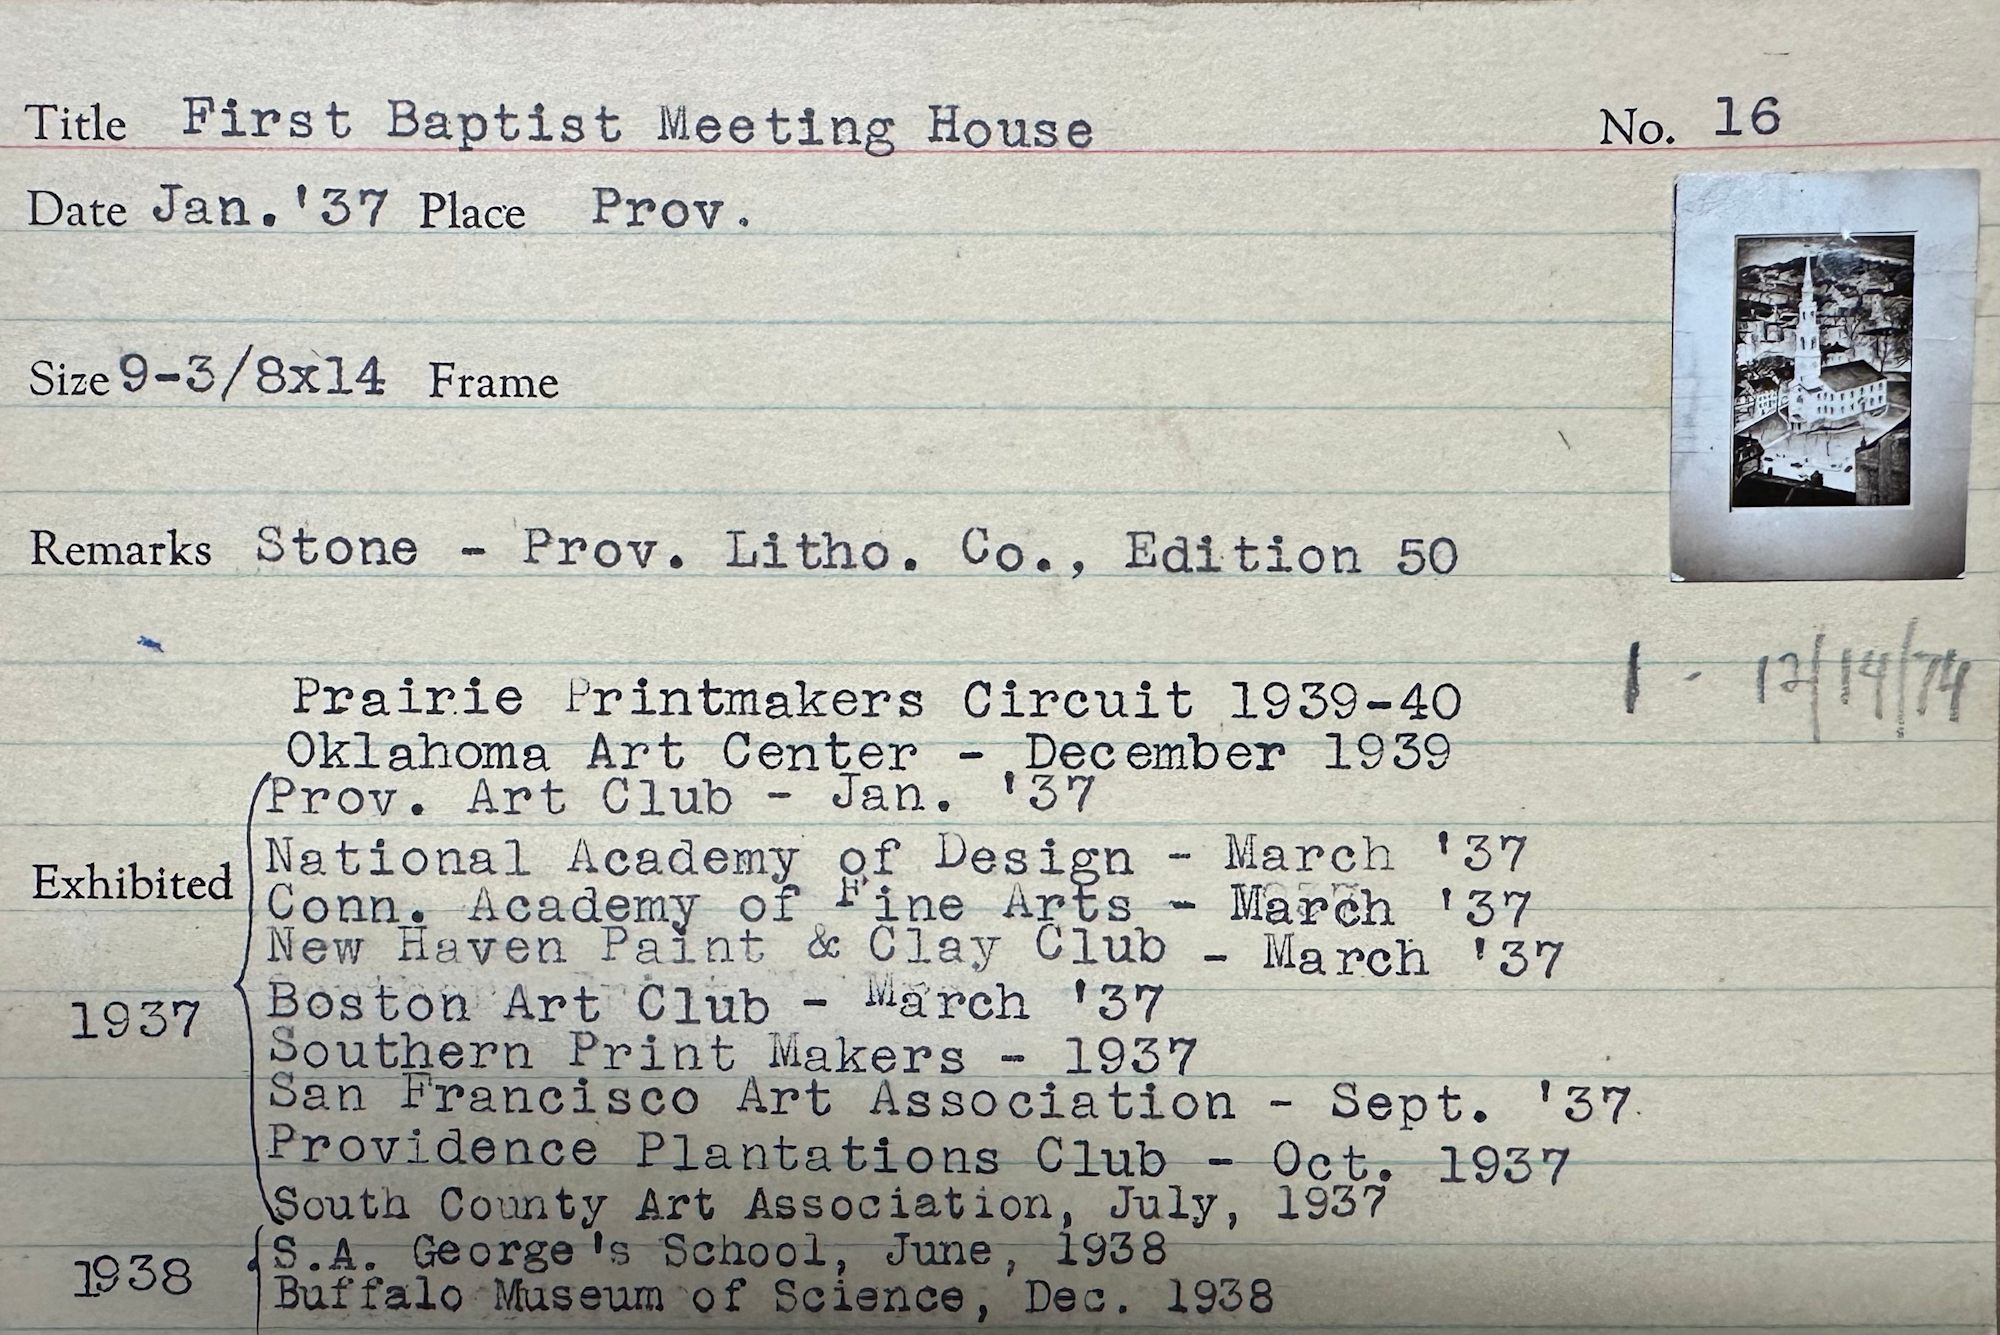 Title First Baptist Meeting House No. 16
Date Jan.'37 Place Prov.
Size 9-3/8x14 Frame
Remarks Stone - Prov. Litho. Co., Edition 50
1 - 12/14/74
Prairie Printmakers Circuit 1939-40
Oklahoma Art Center - December 1939
Prov. Art Club - Jan. '37
National Academy of Design - March '37
Exhibited
Conn. Academy of Fine Arts - March '37
New Haven Paint & Clay Club - March '37
Boston Art Club - March '37
1937
Southern Print Makers - 1937
San Francisco Art Association - Sept. '37.
Providence Plantations Club - Oct. 1937
South County Art Association, July, 1937
S.A. George's School, June, 1938
1938
Buffalo Museum of Science, Dec. 1938